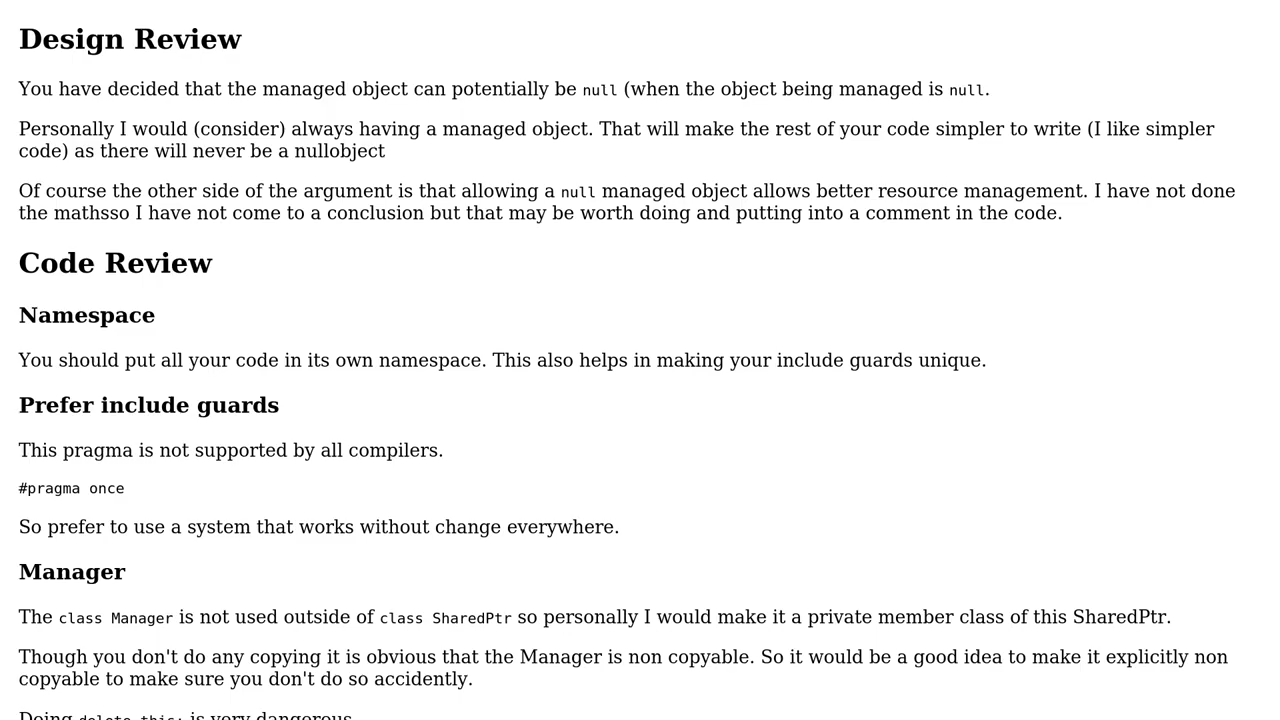 Design Review
You have decided that the managed object can potentially be null (when the object being managed is null.
Personally I would (consider) always having a managed object. That will make the rest of your code simpler to write (I like simpler
code) as there will never be a nullobject
Of course the other side of the argument is that allowing a null managed object allows better resource management. I have not done
the mathsso I have not come to a conclusion but that may be worth doing and putting into a comment in the code.
Code Review
Namespace
You should put all your code in its own namespace. This also helps in making your include guards unique.
Prefer include guards
This pragma is not supported by all compilers.
#pragma once
So prefer to use a system that works without change everywhere.
Manager
The class Manager is not used outside of class SharedPtr so personally I would make it a private member class of this SharedPtr.
Though you don't do any copying it is obvious that the Manager is non copyable. So it would be a good idea to make it explicitly non
copyable to make sure you don't do so accidently.
Doing delete this; is very dangerous